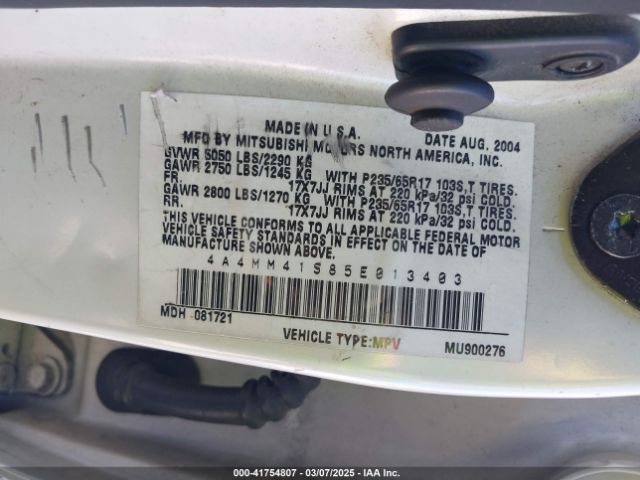 MADE IN U.S.A. DATE AUG, 2004
MFD BY MITSUBISHI MOTORS NORTH AMERICA, INC.
GVWR 5050 LBS/2290 KG
GAWR 2750 LBS/1245 KG WITH P235/65R17 103S,T TIRES.
FR. 17X7JJ RIMS AT 220 kPa/32 psi COLD.
GAWR 2800 LBS/1270 KG WITH P235/65R17 103S,T TIRES.
RR. 17X7JJ RIMS AT 220 kPa/32 psi COLD.
THIS VEHICLE CONFORMS TO ALL APPLICABLE FEDERAL MOTOR
VEHICLE SAFETY STANDARDS IN EFFECT ON THE DATE OF
MANUFACTURE SHOWN ABOVE.
4A4MM41S85E013403
MDH 081721
VEHICLE TYPE:MPV MU900276
000-41754807 - 03/07/2025 - IAA Inc.